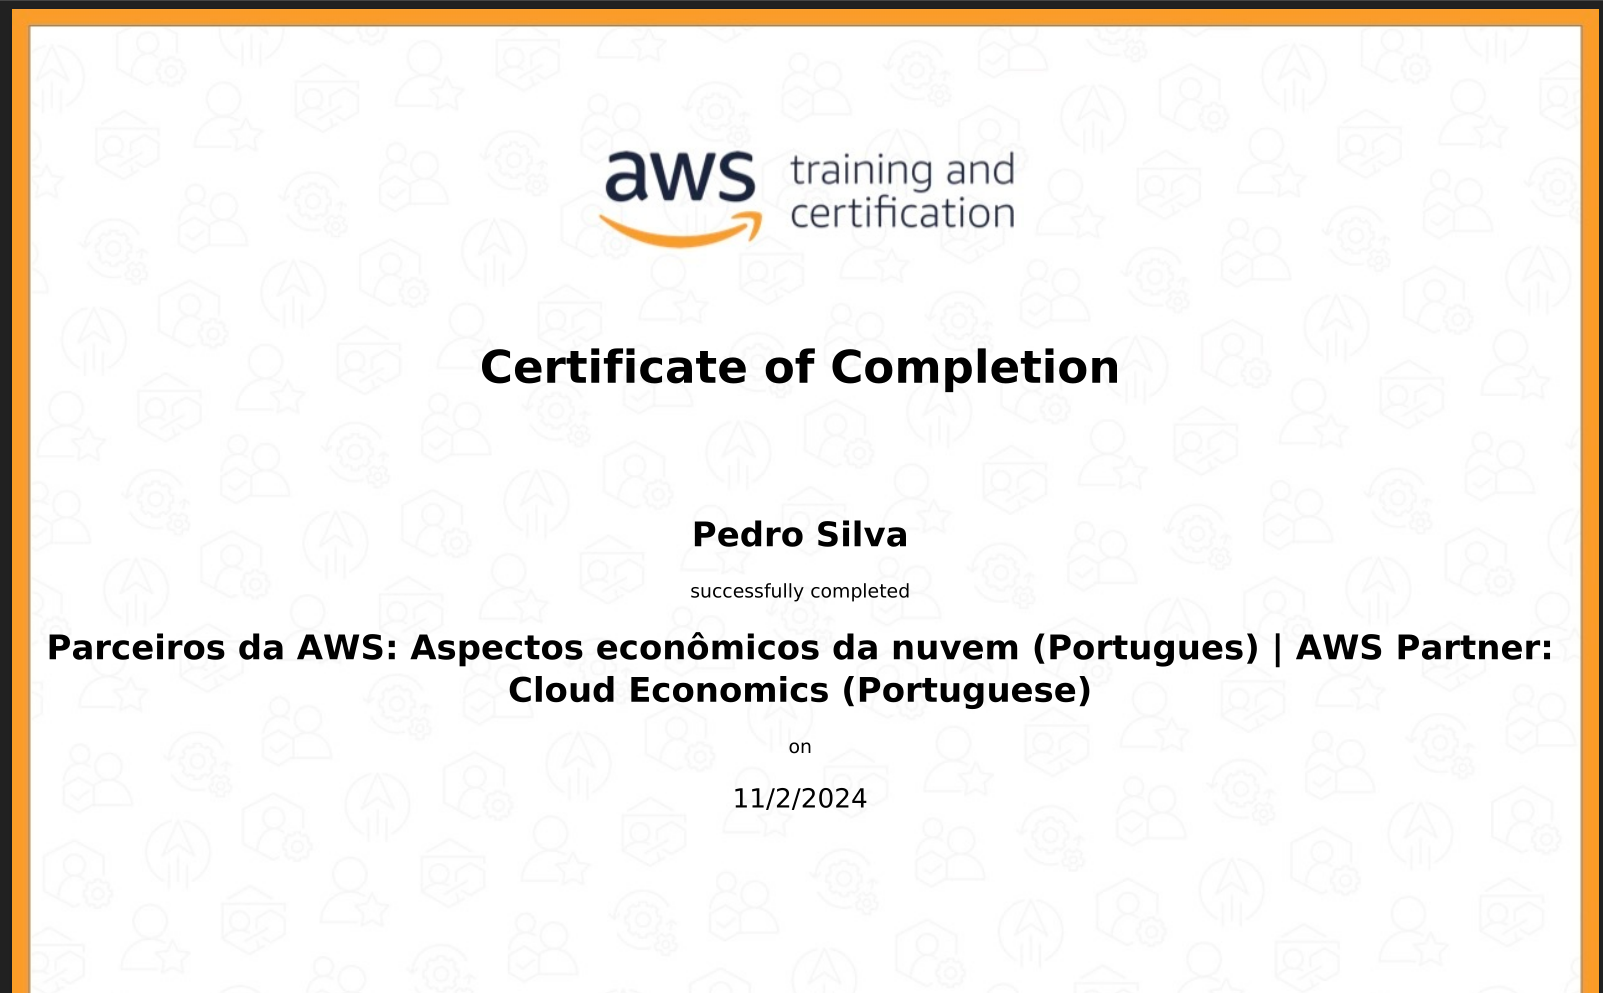 aws training and
certification
Certificate of Completion
Pedro Silva
successfully completed
Parceiros da AWS: Aspectos econômicos da nuvem (Portugues) | AWS Partner:
Cloud Economics (Portuguese)
on
11/2/2024